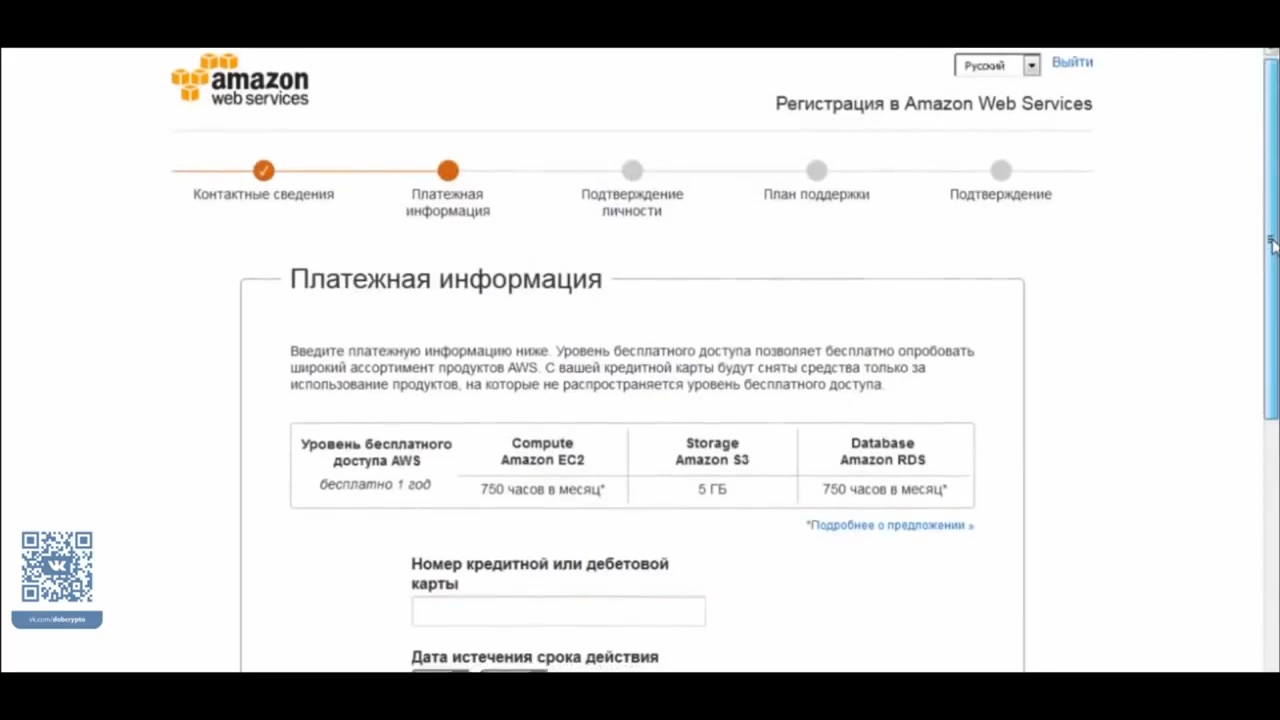 amazon
web services
Русский
Выйти
Регистрация в Amazon Web Services
Контактные сведения
Платежная
информация
Подтверждение
личности
План поддержки
Подтверждение
Платежная информация
Введите платежную информацию ниже. Уровень бесплатного доступа позволяет бесплатно опробовать
широкий ассортимент продуктов AWS. С вашей кредитной карты будут сняты средства только за
использование продуктов, на которые не распространяется уровень бесплатного доступа.
Уровень бесплатного
доступа AWS
бесплатно 1 год
Compute
Amazon EC2
750 часов в месяц*
Storage
Amazon S3
5 ГБ
Database
Amazon RDS
750 часов в месяц*
*Подробнее о предложении »
Номер кредитной или дебетовой
карты
Дата истечения срока действия
vk.com/dobcrypto